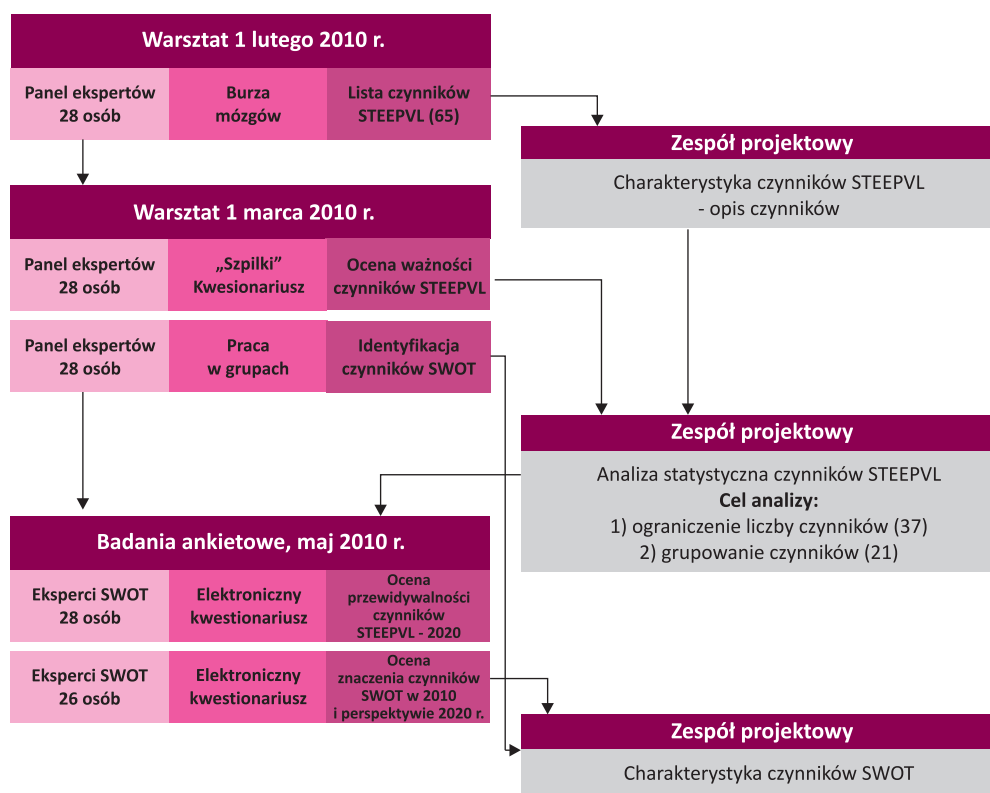 Warsztat 1 lutego 2010 r.
Panel ekspertów
28 osób
Burza
mózgów
Lista czynników
STEEPVL (65)
Zespół projektowy
Charakterystyka czynników STEEPVL
- opis czynników
Warsztat 1 marca 2010 r.
Panel ekspertów
28 osób
„Szpilki”
Kwesionariusz
Ocena ważności
czynników STEEPVL
Panel ekspertów
28 osób
Praca
w grupach
Identyfikacja
czynników SWOT
Zespół projektowy
Analiza statystyczna czynników STEEPVL
Cel analizy:
1) ograniczenie liczby czynników (37)
2) grupowanie czynników (21)
Badania ankietowe, maj 2010 r.
Eksperci SWOT
28 osób
Elektroniczny
kwestionariusz
Ocena
przewidywalności
czynników
STEEPVL - 2020
Eksperci SWOT
26 osób
Elektroniczny
kwestionariusz
Ocena
znaczenia czynników
SWOT w 2010
i perspektywie 2020 r.
Zespół projektowy
Charakterystyka czynników SWOT